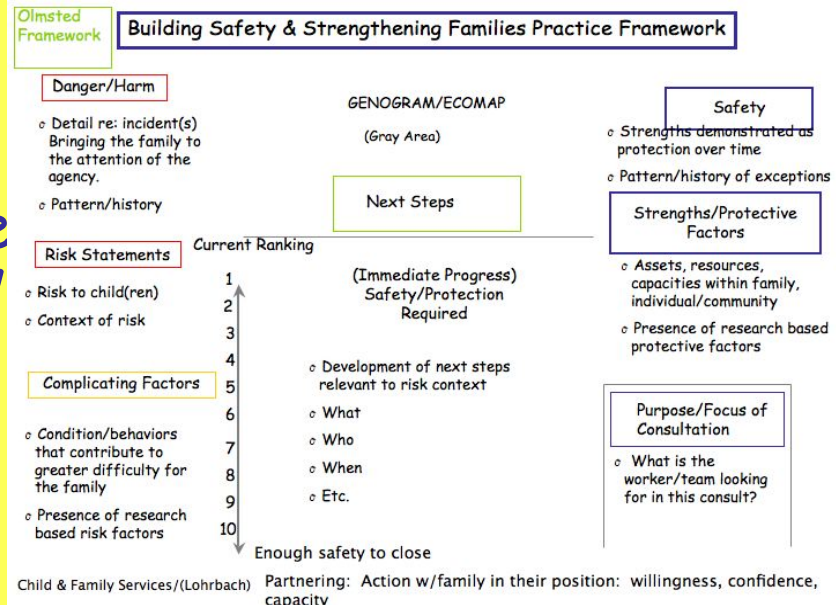 Olmsted
Framework
Building Safety & Strengthening Families Practice Framework
Danger/Harm
Detail re: incident(s)
Bringing the family to
the attention of the
agency.
Pattern/history
GENOGRAM/ECOMAP
(Gray Area)
Safety
Strengths demonstrated as
protection over time
Pattern/history of exceptions
Next Steps
Strengths/Protective
Factors
Assets, resources,
capacities within family,
individual/community
Presence of research based
protective factors
Risk Statements
Risk to child(ren)
Context of risk
Current Ranking
1
2
3
4
5
6
7
8
9
10
Enough safety to close
(Immediate Progress)
Safety/Protection
Required
Development of next steps
relevant to risk context
What
Who
When
Etc.
Complicating Factors
Condition/behaviors
that contribute to
greater difficulty for
the family
Presence of research
based risk factors
Purpose/Focus of
Consultation
What is the
worker/team looking
for in this consult?
Child & Family Services/(Lohrbach)
Partnering: Action w/family in their position: willingness, confidence,
capacity